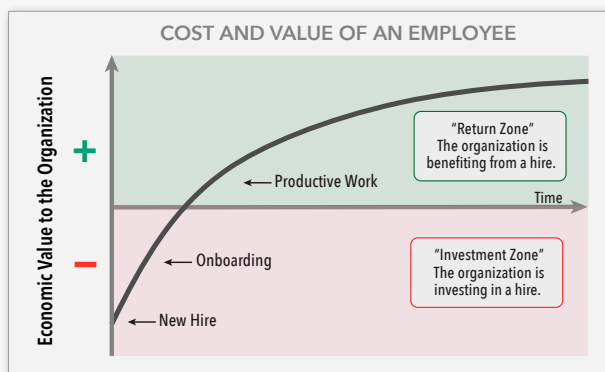 COST AND VALUE OF AN EMPLOYEE
Economic Value to the Organization
+
"Return Zone"
The organization is
benefiting from a hire.
Productive Work
Time
−
Onboarding
"Investment Zone"
The organization is
investing in a hire.
New Hire